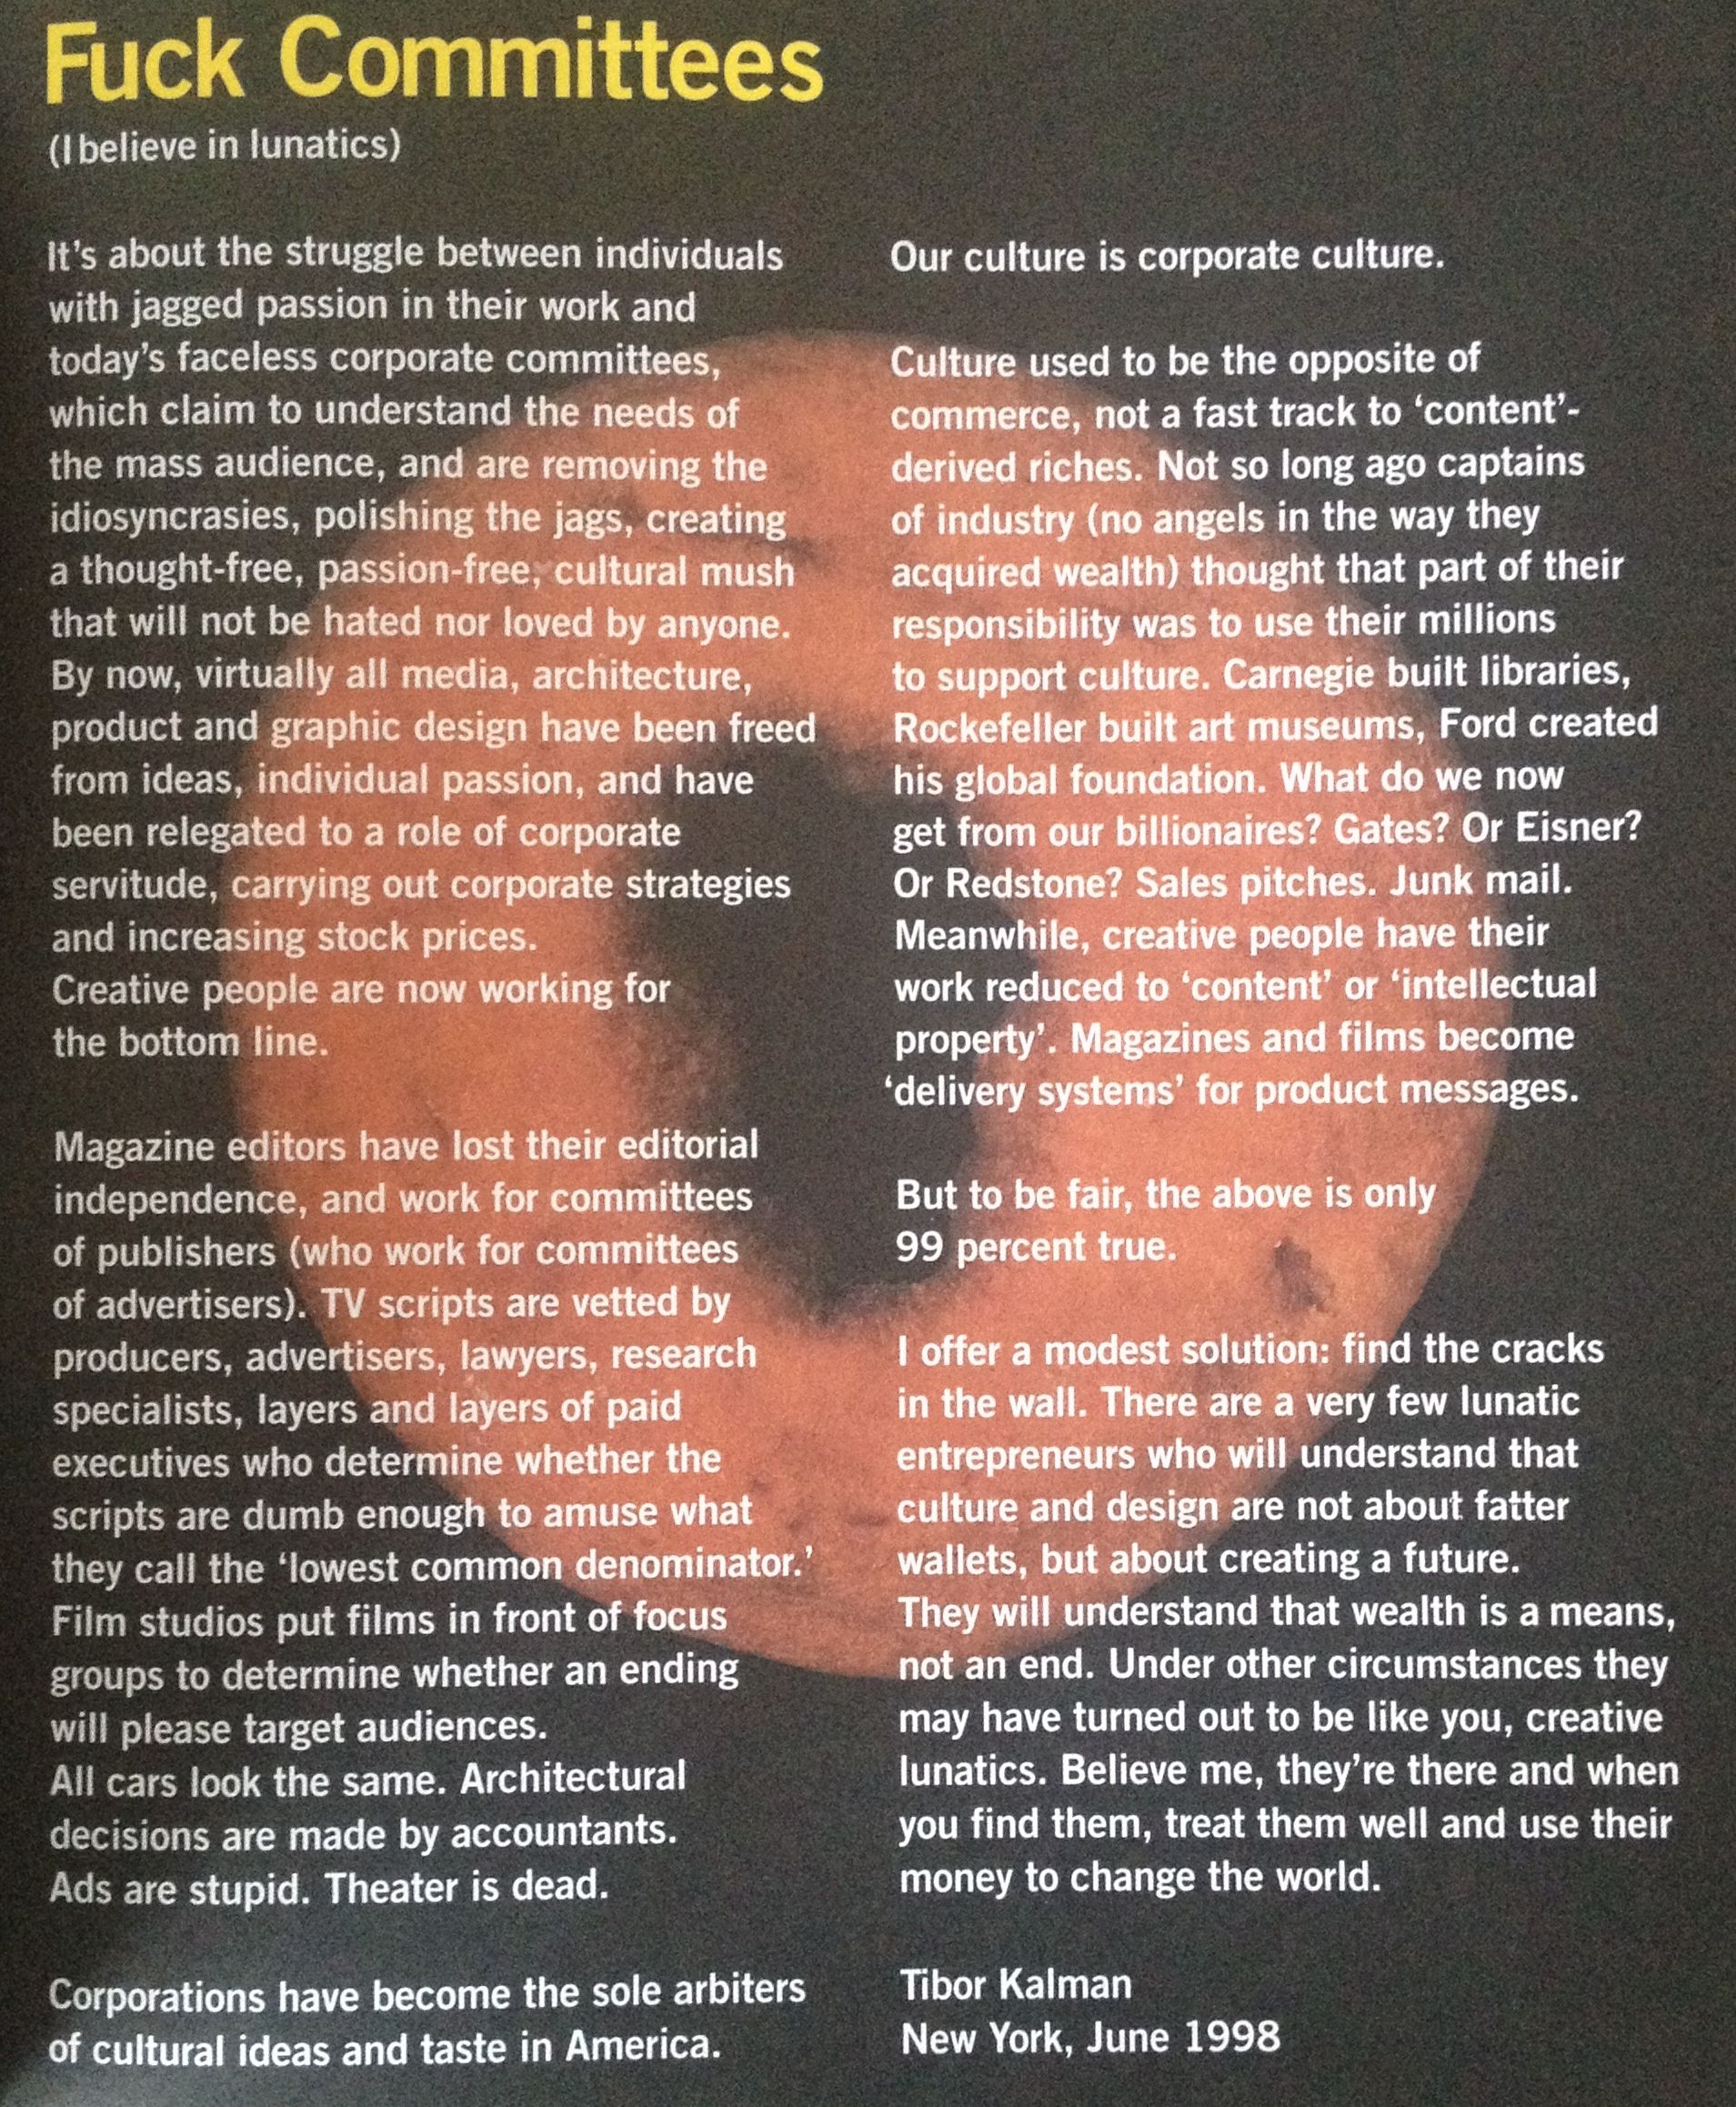 Fuck Committees
(I believe in lunatics)
It's about the struggle between individuals
with jagged passion in their work and
today's faceless corporate committees,
which claim to understand the needs of
the mass audience, and are removing the
idiosyncrasies, polishing the jags, creating
a thought-free, passion-free, cultural mush
that will not be hated nor loved by anyone.
By now, virtually all media, architecture,
product and graphic design have been freed
from ideas, individual passion, and have
been relegated to a role of corporate
servitude, carrying out corporate strategies
and increasing stock prices.
Creative people are now working for
the bottom line.
Magazine editors have lost their editorial
independence, and work for committees
of publishers (who work for committees
of advertisers). TV scripts are vetted by
producers, advertisers, lawyers, research
specialists, layers and layers of paid
executives who determine whether the
scripts are dumb enough to amuse what
they call the ‘lowest common denominator.’
Film studios put films in front of focus
groups to determine whether an ending
will please target audiences.
All cars look the same. Architectural
decisions are made by accountants.
Ads are stupid. Theater is dead.
Corporations have become the sole arbiters
of cultural ideas and taste in America.
Our culture is corporate culture.
Culture used to be the opposite of
commerce, not a fast track to ‘content’-
derived riches. Not so long ago captains
of industry (no angels in the way they
acquired wealth) thought that part of their
responsibility was to use their millions
to support culture. Carnegie built libraries,
Rockefeller built art museums, Ford created
his global foundation. What do we now
get from our billionaires? Gates? Or Eisner?
Or Redstone? Sales pitches. Junk mail.
Meanwhile, creative people have their
work reduced to ‘content’ or ‘intellectual
property’. Magazines and films become
‘delivery systems’ for product messages.
But to be fair, the above is only
99 percent true.
I offer a modest solution: find the cracks
in the wall. There are a very few lunatic
entrepreneurs who will understand that
culture and design are not about fatter
wallets, but about creating a future.
They will understand that wealth is a means,
not an end. Under other circumstances they
may have turned out to be like you, creative
lunatics. Believe me, they're there and when
you find them, treat them well and use their
money to change the world.
Tibor Kalman
New York, June 1998